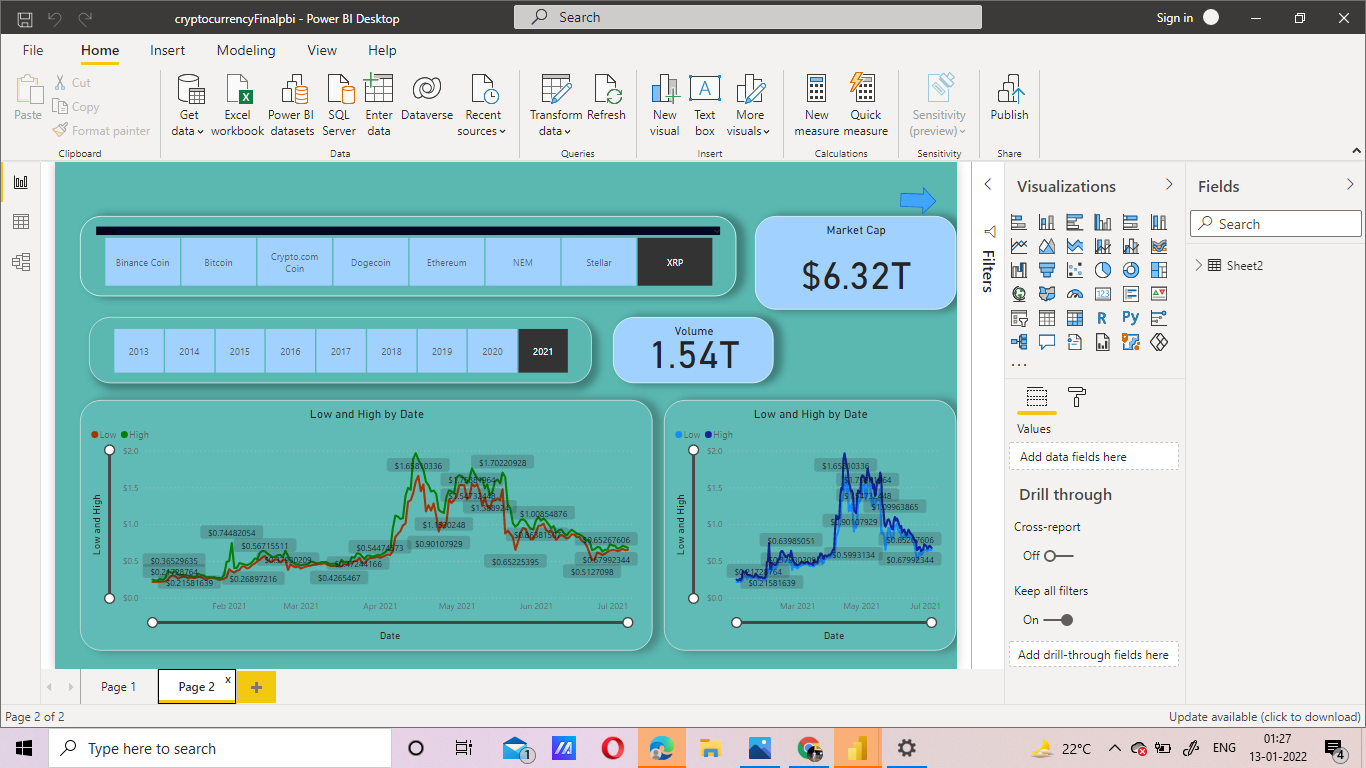 cryptocurrencyFinalpbi - Power BI Desktop
Search
Sign in
File Home Insert Modeling View Help
Paste
Cut
Copy
Format painter
Clipboard
Get data
Excel workbook
Power BI datasets
SQL Server
Enter data
Dataverse
Recent sources
Data
Transform data
Refresh
Queries
New visual
Text box
More visuals
Insert
New measure
Quick measure
Calculations
Sensitivity (preview)
Sensitivity
Publish
Share
Binance Coin
Bitcoin
Crypto.com Coin
Dogecoin
Ethereum
NEM
Stellar
XRP
Market Cap
$6.32T
2013 2014 2015 2016 2017 2018 2019 2020 2021
Volume
1.54T
Low and High by Date
Low High
Low and High
$2.0
$1.5
$1.0
$0.5
$0.0
$1.65810336
$1.70220928
$1.00854876
$0.74482054
$0.56715511
$0.90107929
$0.36529635
$0.65225395
$0.65267606
$0.67992344
$0.21581639
$0.26897216
$0.4265467
$0.5127098
Feb 2021 Mar 2021 Apr 2021 May 2021 Jun 2021 Jul 2021
Date
Low and High by Date
Low High
Low and High
$2.0
$1.5
$1.0
$0.5
$0.0
$1.65810336
$0.90107929
$0.63985051
$0.65267606
$0.5993134
$0.67992344
$0.21581639
Mar 2021 May 2021 Jul 2021
Date
Filters
Visualizations
R
Py
123
Values
Add data fields here
Drill through
Cross-report
Off
Keep all filters
On
Add drill-through fields here
Fields
Search
Sheet2
Page 1
Page 2 x
Page 2 of 2
Update available (click to download)
Type here to search
1
22°C
ENG
01:27
13-01-2022
4